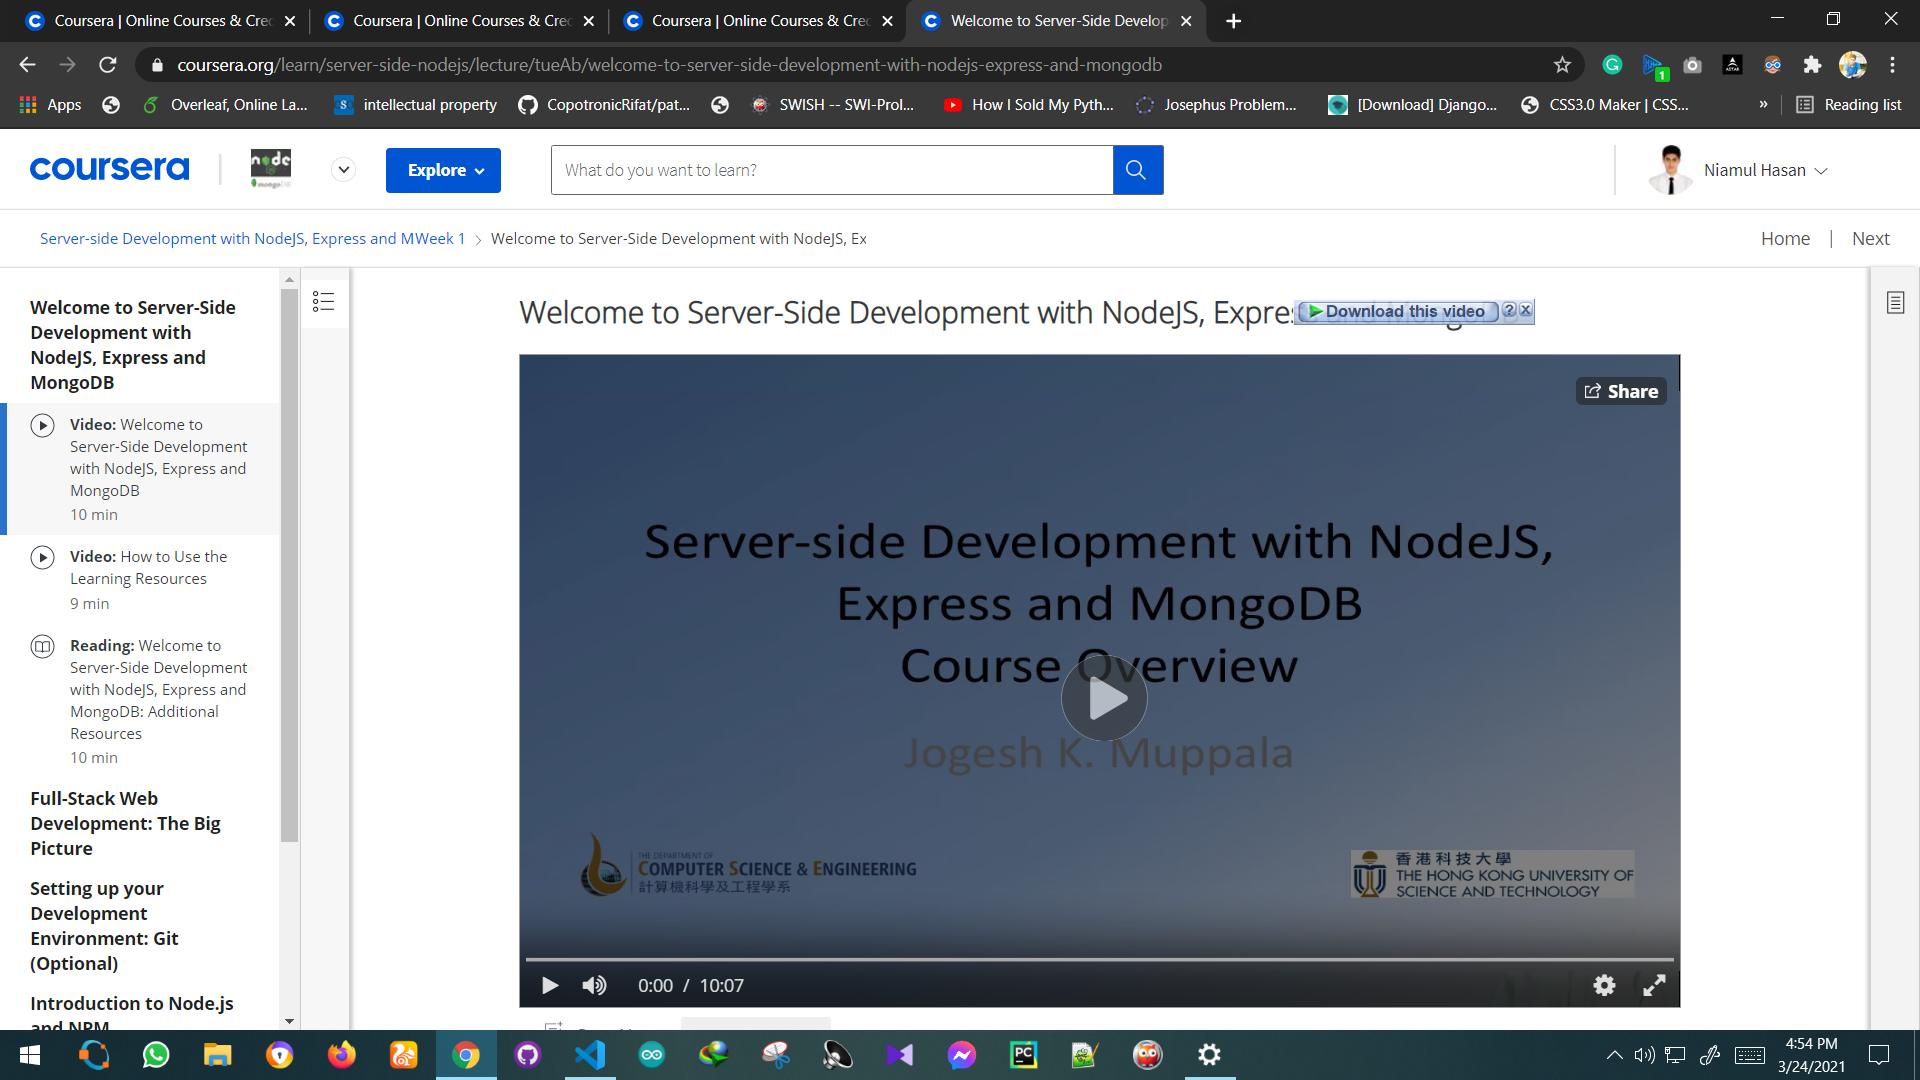 Coursera | Online Courses & Cred
Coursera | Online Courses & Cred
Coursera | Online Courses & Cred
Welcome to Server-Side Develop
coursera.org/learn/server-side-nodejs/lecture/tueAb/welcome-to-server-side-development-with-nodejs-express-and-mongodb
1
Apps
Overleaf, Online La...
intellectual property
CopotronicRifat/pat...
SWISH -- SWI-Prol...
How I Sold My Pyth...
Josephus Problem...
[Download] Django...
CSS3.0 Maker | CSS...
»
Reading list
coursera
node
mongoDB
Explore
What do you want to learn?
Niamul Hasan
Server-side Development with NodeJS, Express and MWeek 1
Welcome to Server-Side Development with NodeJS, Ex
Home | Next
Welcome to Server-Side
Development with
NodeJS, Express and
MongoDB
Video: Welcome to
Server-Side Development
with NodeJS, Express and
MongoDB
10 min
Video: How to Use the
Learning Resources
9 min
Reading: Welcome to
Server-Side Development
with NodeJS, Express and
MongoDB: Additional
Resources
10 min
Full-Stack Web
Development: The Big
Picture
Setting up your
Development
Environment: Git
(Optional)
Introduction to Node.js
and NPM
Welcome to Server-Side Development with NodeJS, Express and MongoDB
Download this video
Share
Server-side Development with NodeJS,
Express and MongoDB
Course Overview
Jogesh K. Muppala
THE DEPARTMENT OF
COMPUTER SCIENCE & ENGINEERING
計算機科學及工程學系
香港科技大學
THE HONG KONG UNIVERSITY OF
SCIENCE AND TECHNOLOGY
0:00 / 10:07
PC
4:54 PM
3/24/2021